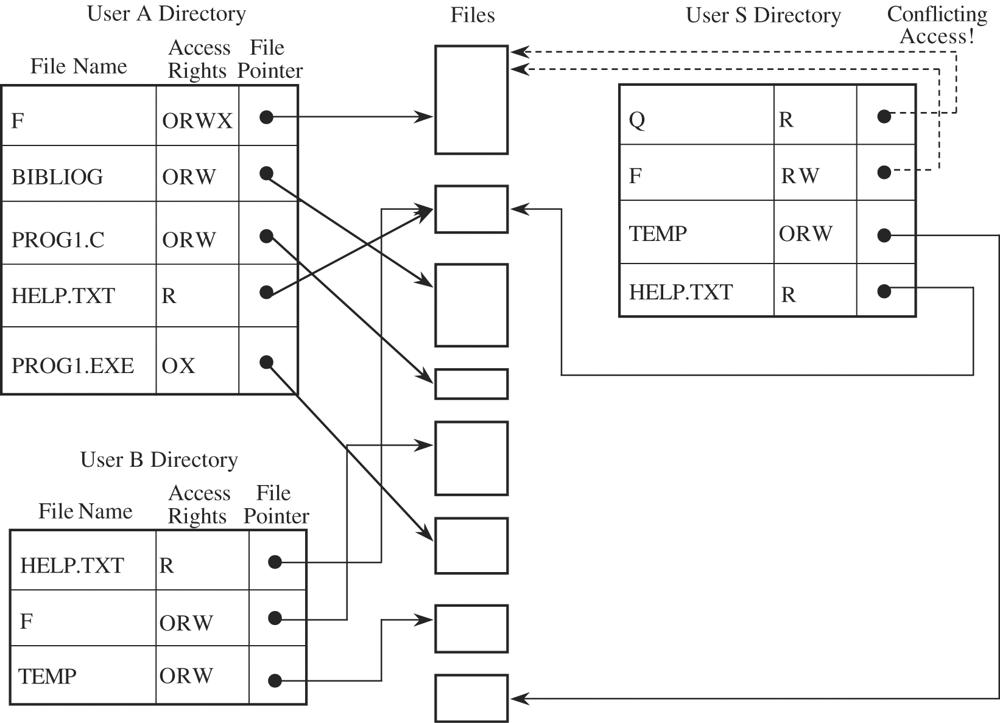 User A Directory
File Name
Access
Rights
File
Pointer
F ORWX
BIBLIOG ORW
PROG1.C ORW
HELP.TXT R
PROG1.EXE OX
User B Directory
File Name
Access
Rights
File
Pointer
HELP.TXT R
F ORW
TEMP ORW
Files
User S Directory
Conflicting
Access!
Q R
F RW
TEMP ORW
HELP.TXT R